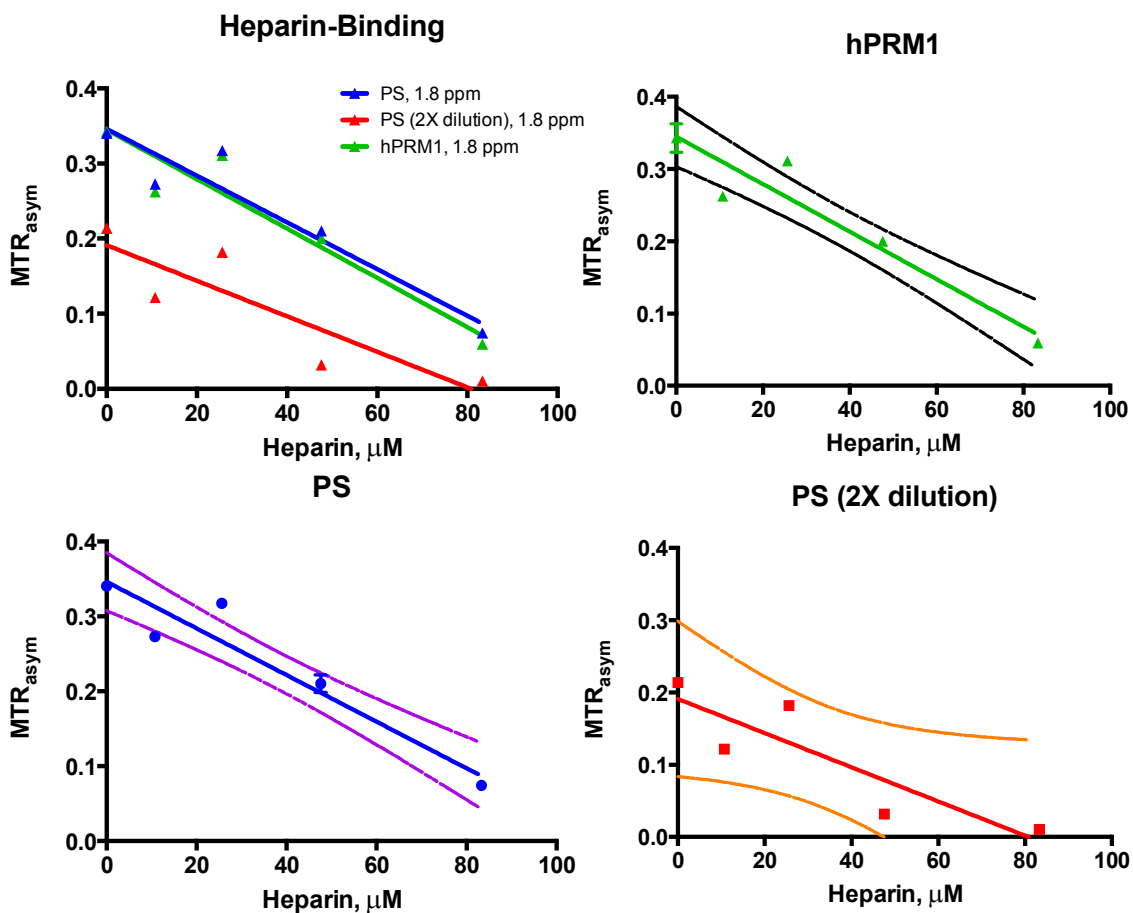 Heparin-Binding
PS, 1.8 ppm
PS (2X dilution), 1.8 ppm
hPRM1, 1.8 ppm
0.4
0.3
0.2
0.1
0.0
MTRasym
0 20 40 60 80 100
Heparin, μM
hPRM1
0.4
0.3
0.2
0.1
0.0
MTRasym
0 20 40 60 80 100
Heparin, μM
PS
0.4
0.3
0.2
0.1
0.0
MTRasym
0 20 40 60 80 100
Heparin, μM
PS (2X dilution)
0.4
0.3
0.2
0.1
0.0
MTRasym
0 20 40 60 80 100
Heparin, μM